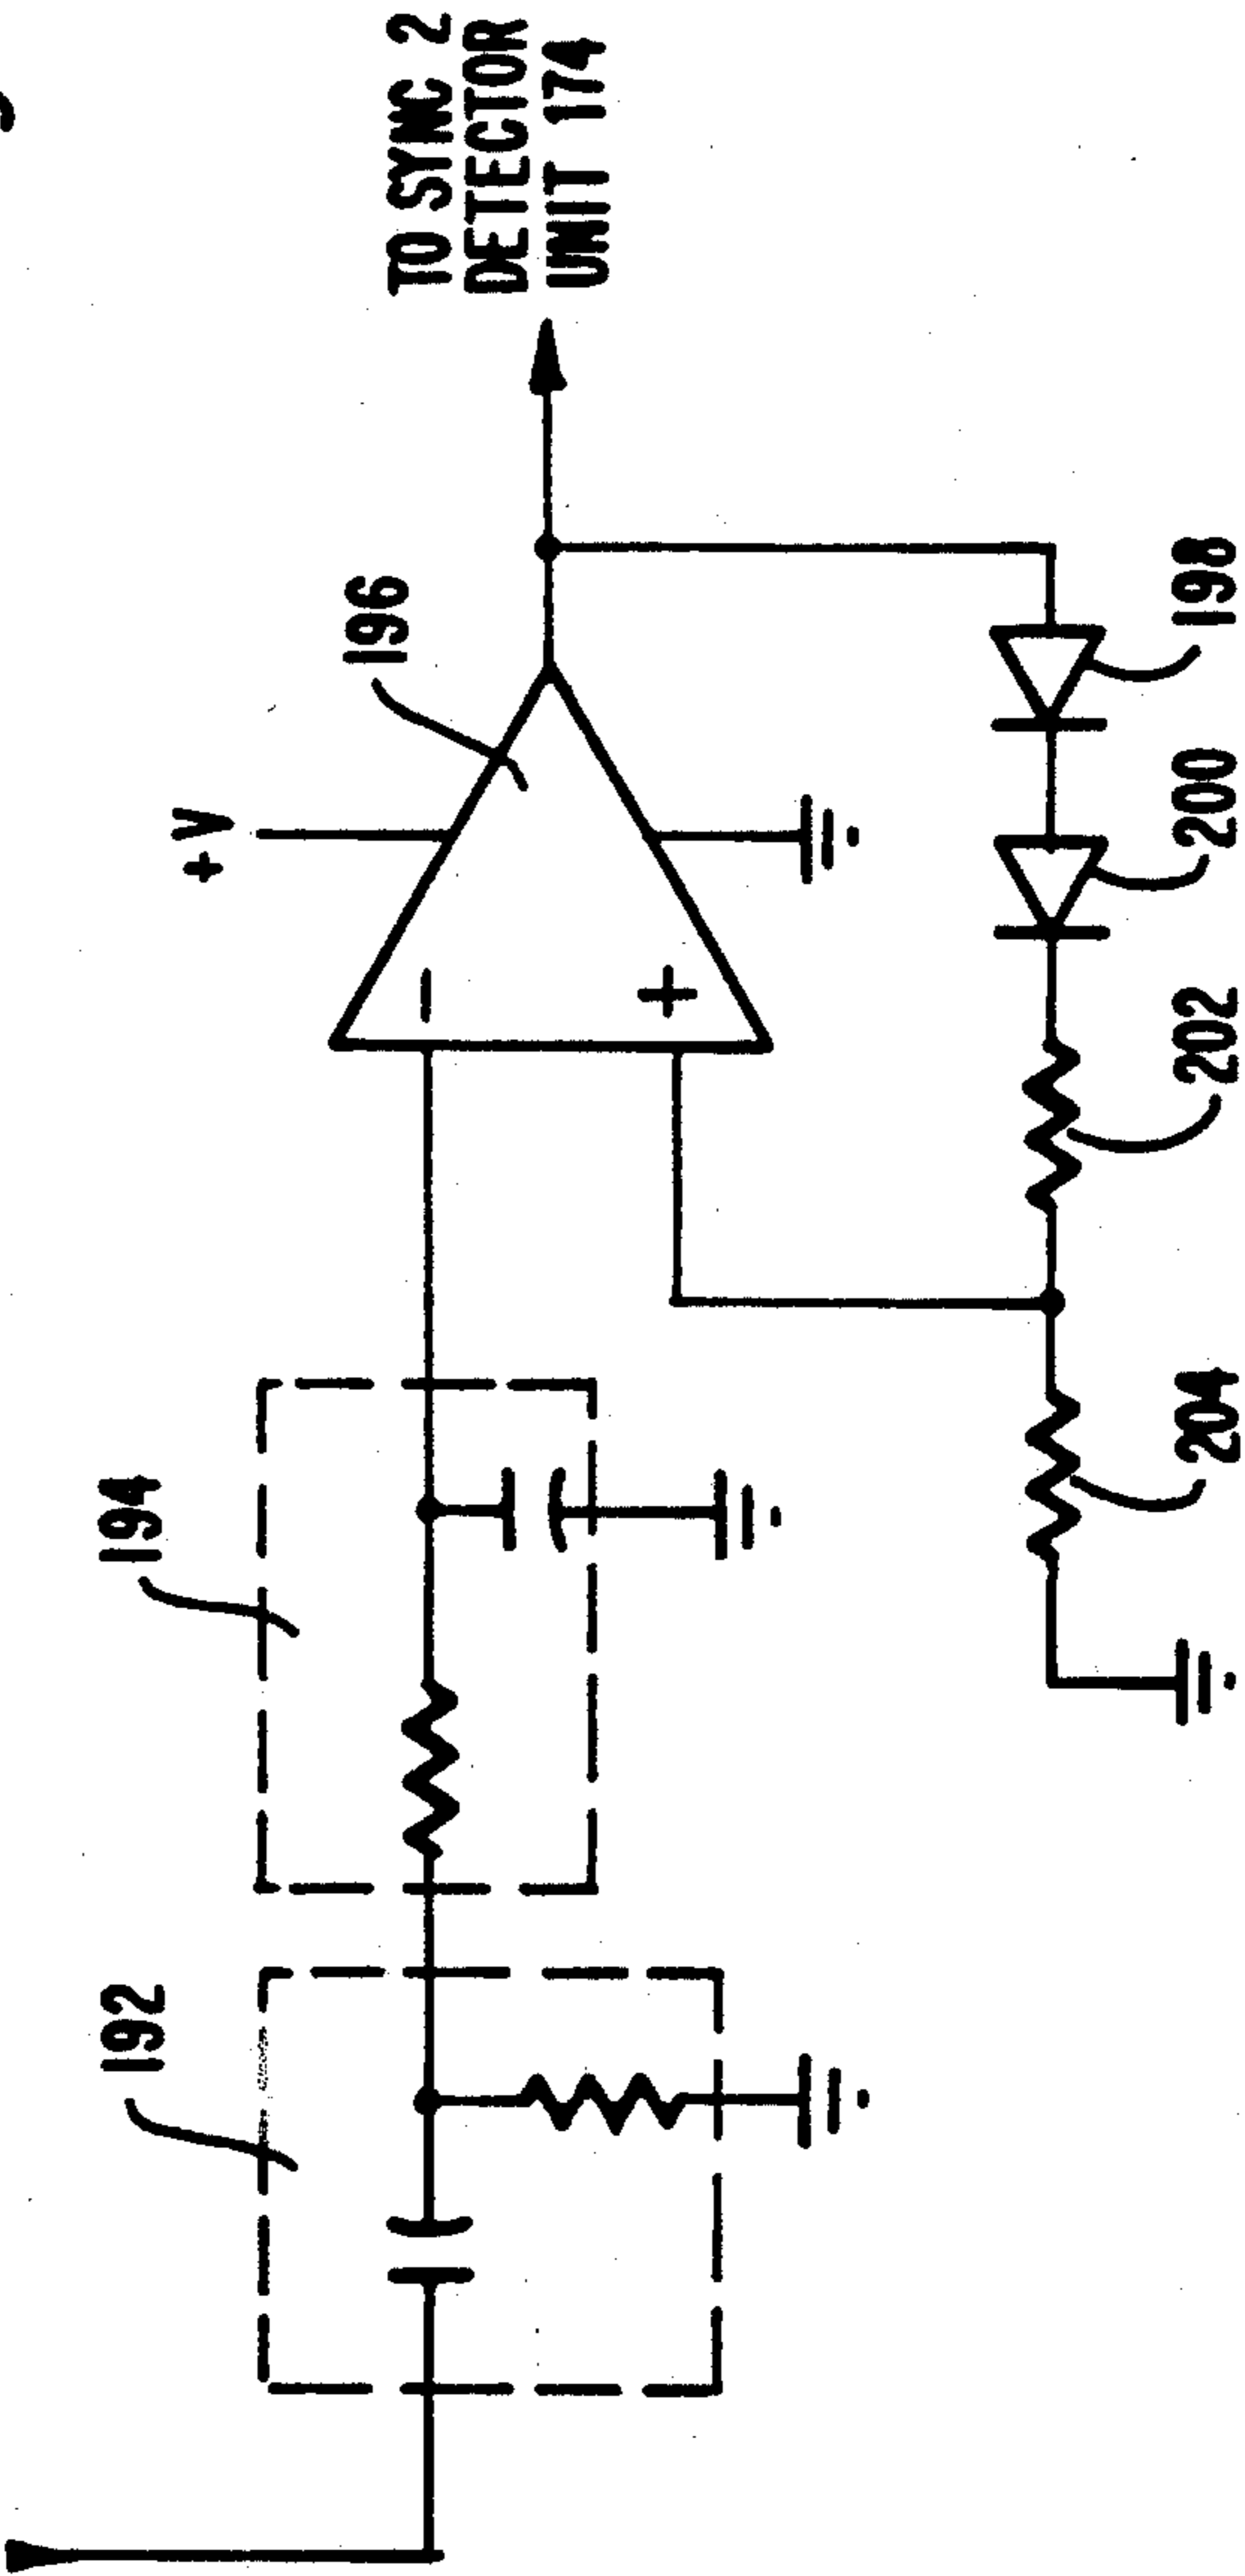 TO SYNC 2
DETECTOR
UNIT 174
196
+V
-
+
198
200
202
204
194
192